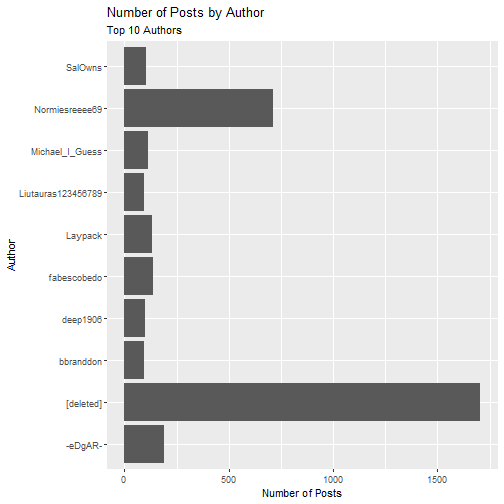 Number of Posts by Author
Top 10 Authors
SalOwns
Normiesreeee69
Michael_I_Guess
Liutauras123456789
Laypack
fabescobedo
deep1906
bbranddon
[deleted]
-eDgAR-
Author
0 500 1000 1500
Number of Posts